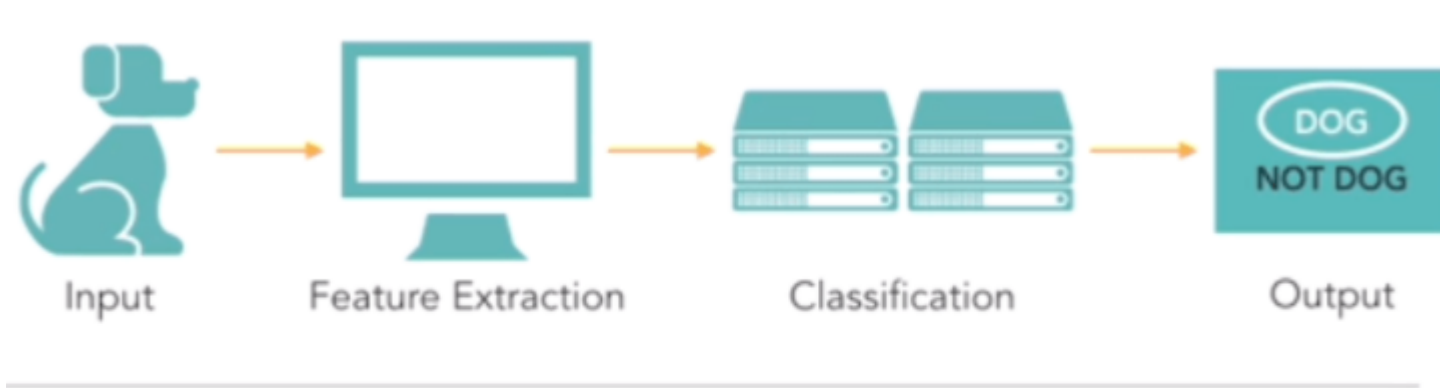 DOG
NOT DOG
Input
Feature Extraction
Classification
Output